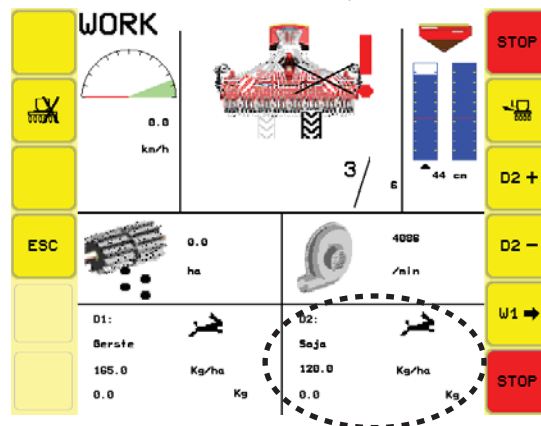 WORK
STOP
0.0
km/h
3 / 6
44 cm
D2 +
ESC
0.0
ha
4086
/min
D2 -
W1
D1:
Gerste
165.0 Kg/ha
0.0 Kg
D2:
Soja
120.0 Kg/ha
0.0 Kg
STOP